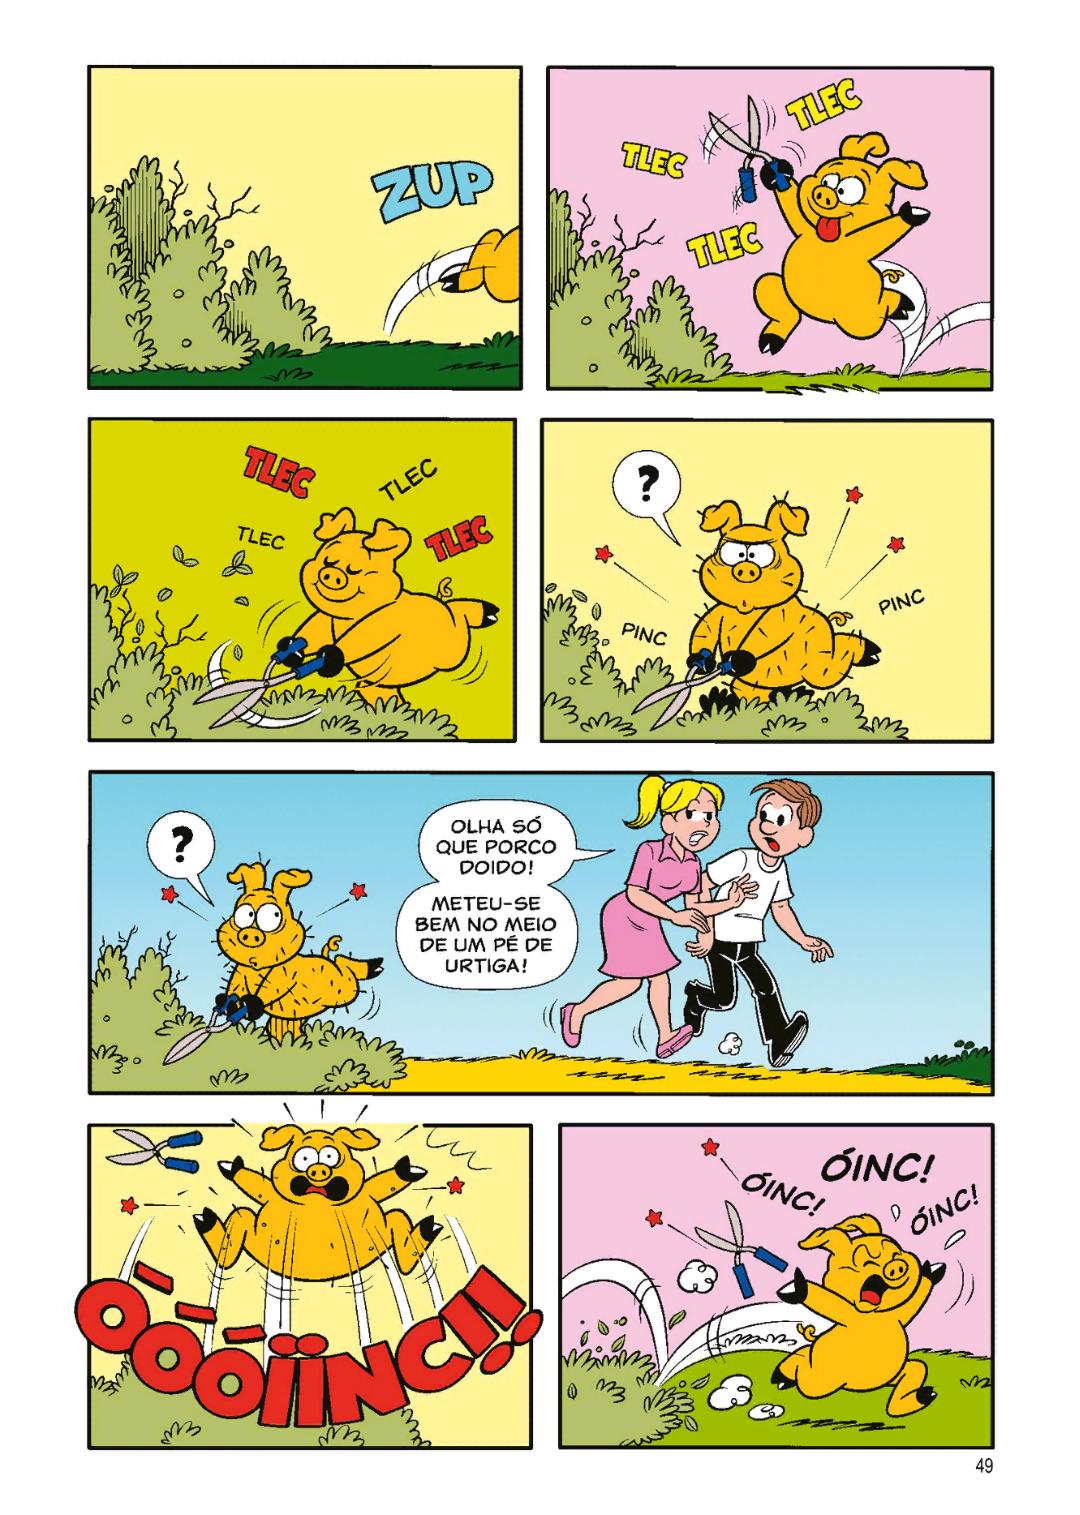 ZUP
TLEC
TLEC
TLEC
TLEC
TLEC
TLEC
TLEC
?
PINC
PINC
?
OLHA SÓ
QUE PORCO
DOIDO!
METEU-SE
BEM NO MEIO
DE UM PÉ DE
URTIGA!
ÓÓÓÏÏNC!!
ÓINC!
ÓINC!
ÓINC!
49